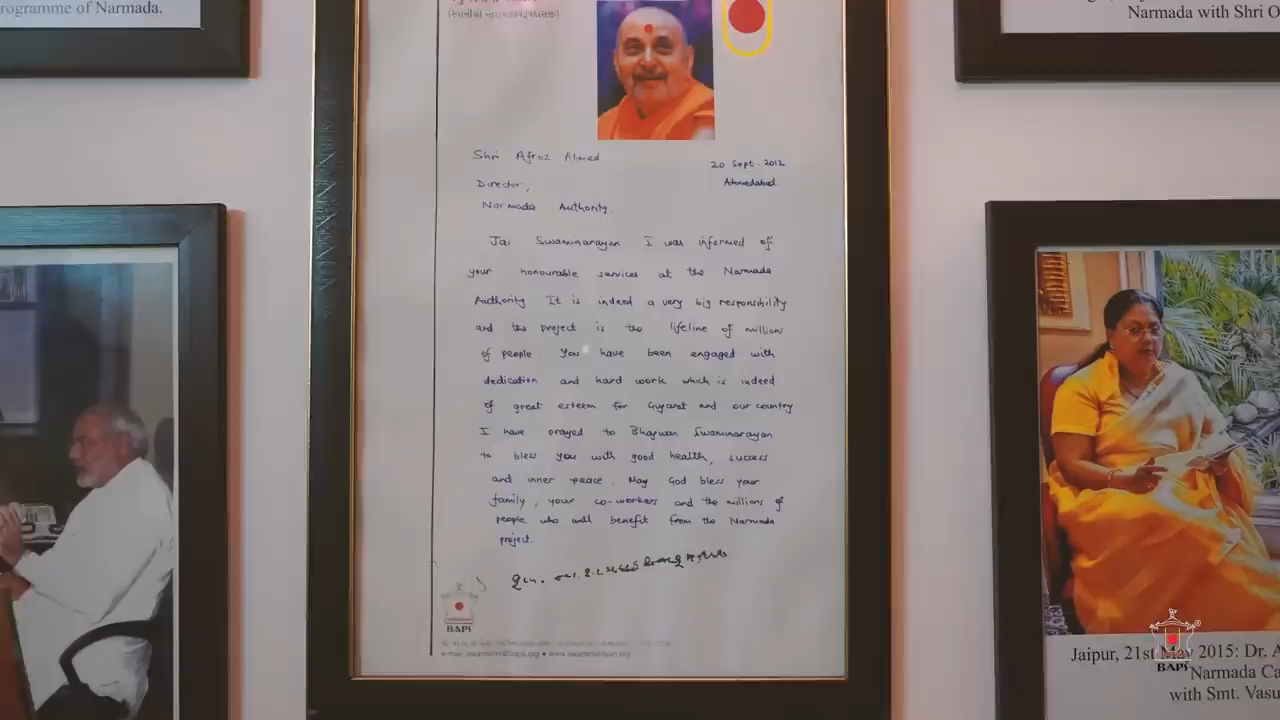 rogramme of Narmada.
Narmada with Shri O
Shri Afroz Ahmed
20 Sept. 2012
Director,
Ahmedabad
Narmada Authority.
Jai Swaminarayan I was informed of
your honourable services at the Narmada
Authority. It is indeed a very big responsibility
and the project is the lifeline of millions
of people. You have been engaged with
dedication and hard work which is indeed
of great esteem for Gujarat and our country
I have prayed to Bhagwan Swaminarayan
to bless you with good health, success
and inner peace. May God bless your
family, your co-workers and the millions of
people who will benefit from the Narmada
project.
BAPS
www.swaminarayan.org
Jaipur, 21st May 2015: Dr. A
Narmada Ca
with Smt. Vasu
BAPS